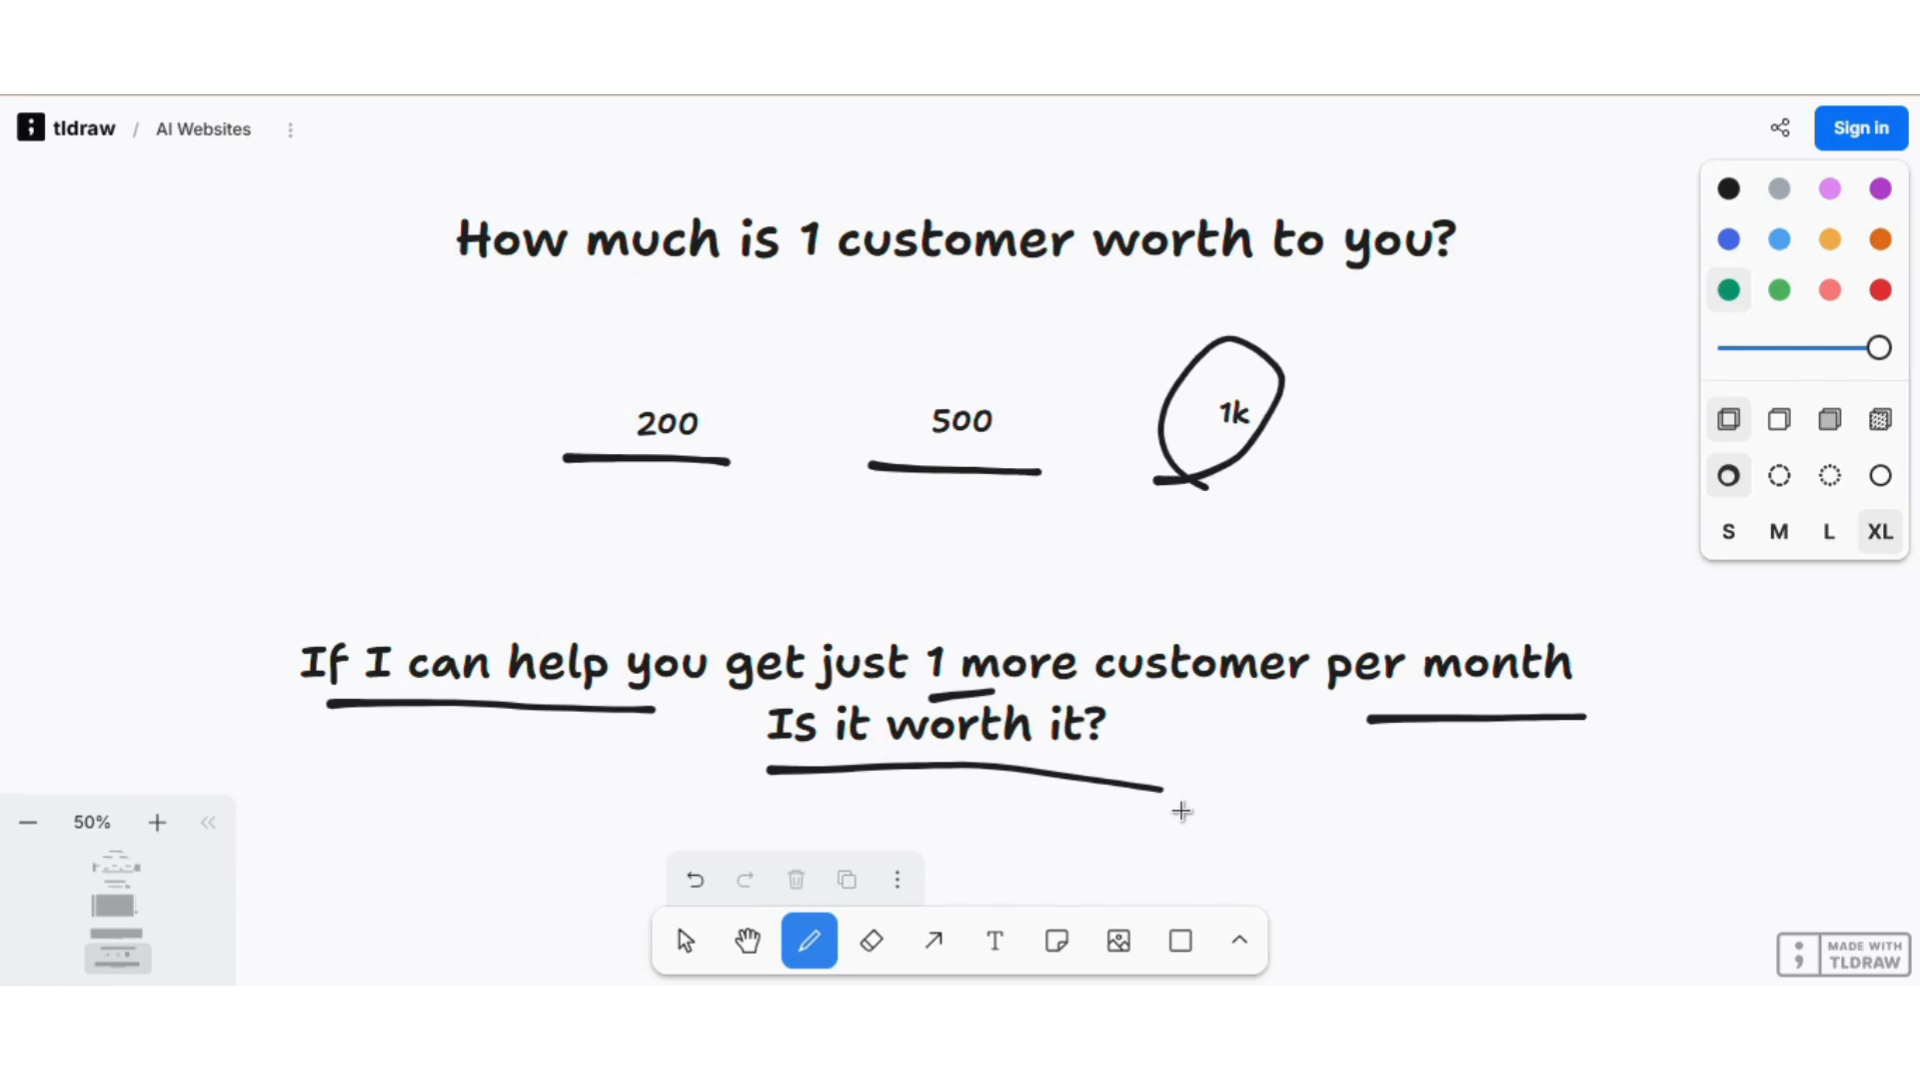 tldraw / AI Websites
Sign in
How much is 1 customer worth to you?
200 500 1k
S M L XL
If I can help you get just 1 more customer per month
Is it worth it?
50%
T
MADE WITH
TLDRAW